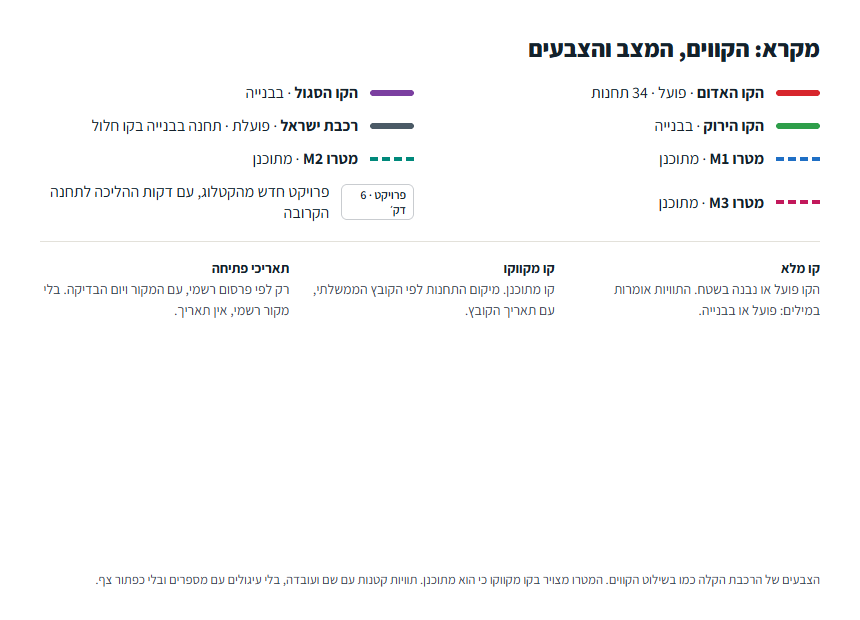 מקרא: הקווים, המצב והצבעים
הקו האדום · פועל · 34 תחנות
הקו הסגול · בבנייה
הקו הירוק · בבנייה
רכבת ישראל · פועלת · תחנה בבנייה בקו חלול
מטרו M1 · מתוכנן
מטרו M2 · מתוכנן
מטרו M3 · מתוכנן
פרויקט · 6
דק׳
פרויקט חדש מהקטלוג, עם דקות ההליכה לתחנה
הקרובה
קו מלא
הקו פועל או נבנה בשטח. התוויות אומרות
במילים: פועל או בבנייה.
קו מקווקו
קו מתוכנן. מיקום התחנות לפי הקובץ הממשלתי,
עם תאריך הקובץ.
תאריכי פתיחה
רק לפי פרסום רשמי, עם המקור ויום הבדיקה. בלי
מקור רשמי, אין תאריך.
הצבעים של הרכבת הקלה כמו בשילוט הקווים. המטרו מצויר בקו מקווקו כי הוא מתוכנן. תוויות קטנות עם שם ועובדה, בלי עיגולים עם מספרים ובלי כפתור צף.